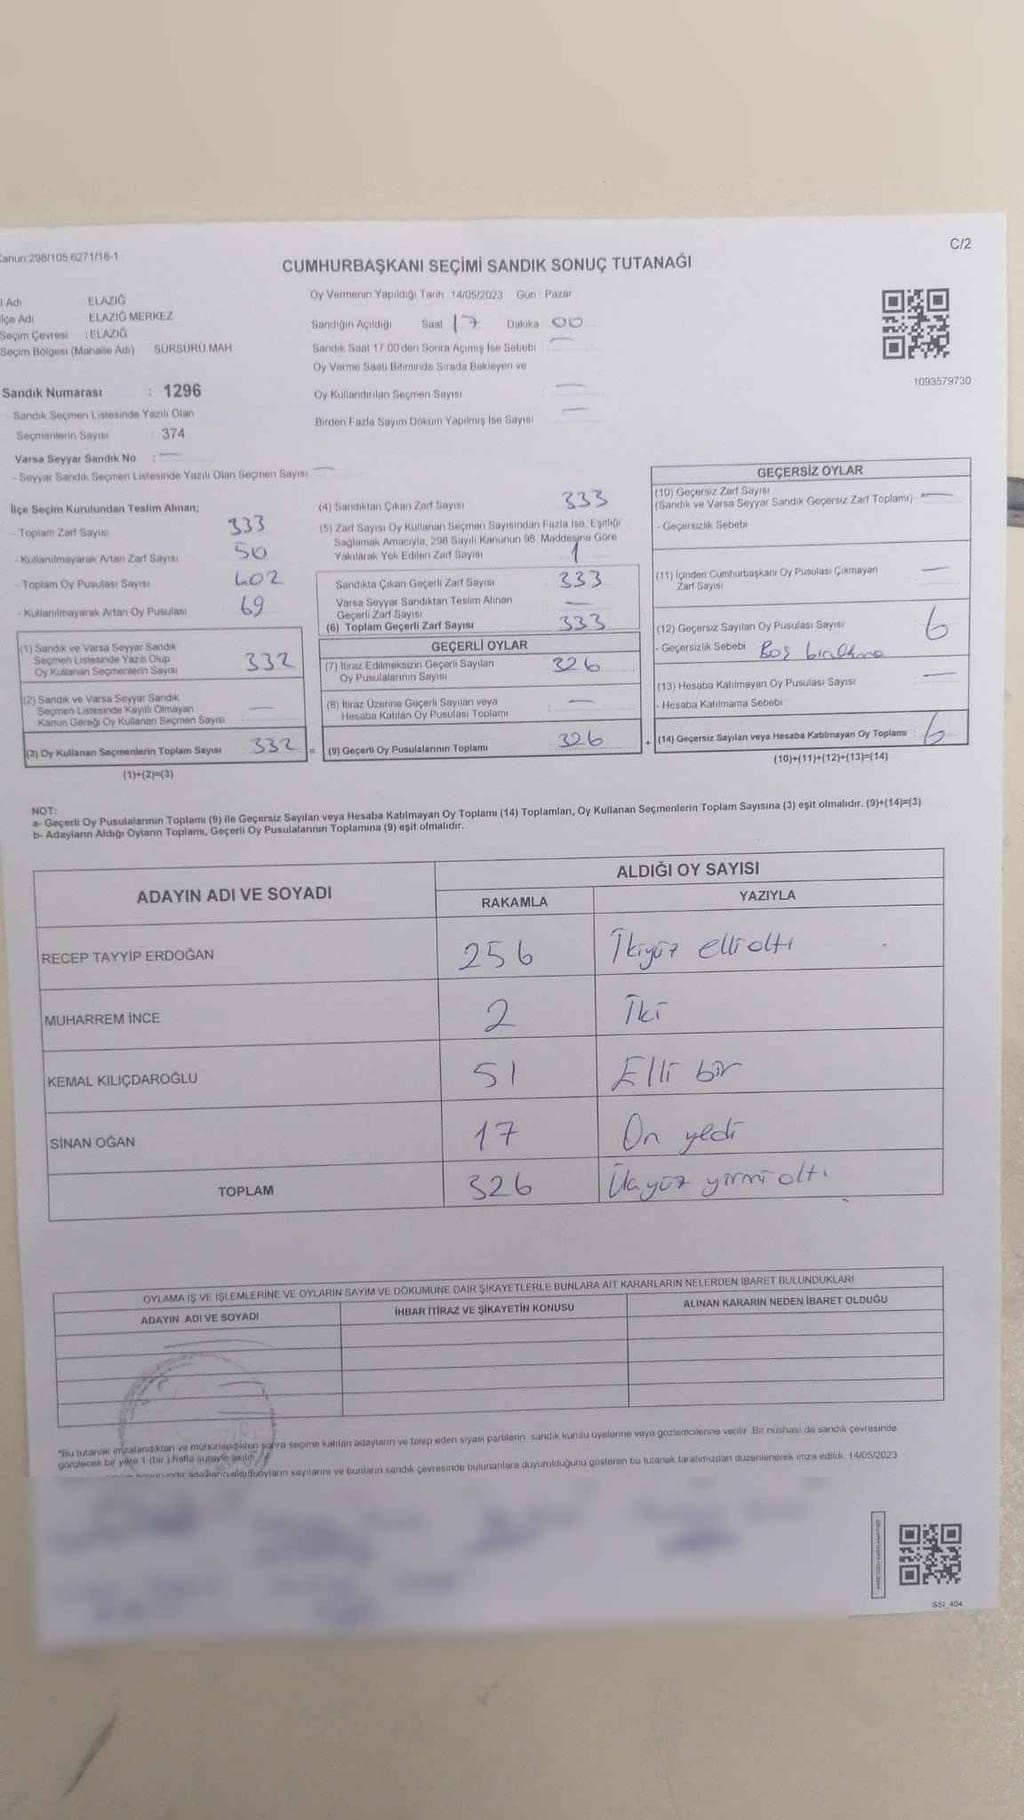 Kanun:298/105,6271/18-1
C/2
CUMHURBAŞKANI SEÇİMİ SANDIK SONUÇ TUTANAĞI
İl Adı ELAZIĞ
İlçe Adı ELAZIĞ MERKEZ
Seçim Çevresi : ELAZIĞ
Seçim Bölgesi (Mahalle Adı) SÜRSÜRÜ MAH.
Sandık Numarası : 1296
Sandık Seçmen Listesinde Yazılı Olan
Seçmenlerin Sayısı 374
Varsa Seyyar Sandık No : —
- Seyyar Sandık Seçmen Listesinde Yazılı Olan Seçmen Sayısı —
Oy Vermenin Yapıldığı Tarih 14/05/2023 Gün : Pazar
Sandığın Açıldığı Saat 17 Dakika 00
Sandık Saat 17.00'den Sonra Açılmış İse Sebebi —
Oy Verme Saati Bitiminde Sırada Bekleyen ve
Oy Kullandırılan Seçmen Sayısı —
Birden Fazla Sayım Döküm Yapılmış İse Sayısı —
1093579730
İlçe Seçim Kurulundan Teslim Alınan;
- Toplam Zarf Sayısı 333
- Kullanılmayarak Artan Zarf Sayısı 50
- Toplam Oy Pusulası Sayısı 402
- Kullanılmayarak Artan Oy Pusulası 69
(1) Sandık ve Varsa Seyyar Sandık
Seçmen Listesinde Yazılı Olup
Oy Kullanan Seçmenlerin Sayısı 332
(2) Sandık ve Varsa Seyyar Sandık
Seçmen Listesinde Kayıtlı Olmayan
Kanun Gereği Oy Kullanan Seçmen Sayısı —
(3) Oy Kullanan Seçmenlerin Toplam Sayısı 332
(1)+(2)=(3)
(4) Sandıktan Çıkan Zarf Sayısı 333
(5) Zarf Sayısı Oy Kullanan Seçmen Sayısından Fazla İse, Eşitliği
Sağlamak Amacıyla, 298 Sayılı Kanunun 98. Maddesine Göre
Yakılarak Yok Edilen Zarf Sayısı 1
Sandıkta Çıkan Geçerli Zarf Sayısı 333
Varsa Seyyar Sandıktan Teslim Alınan
Geçerli Zarf Sayısı —
(6) Toplam Geçerli Zarf Sayısı 333
GEÇERLİ OYLAR
(7) İtiraz Edilmeksizin Geçerli Sayılan
Oy Pusulalarının Sayısı 326
(8) İtiraz Üzerine Geçerli Sayılan veya
Hesaba Katılan Oy Pusulası Toplamı —
= (9) Geçerli Oy Pusulalarının Toplamı 326
GEÇERSİZ OYLAR
(10) Geçersiz Zarf Sayısı
(Sandık ve Varsa Seyyar Sandık Geçersiz Zarf Toplamı) —
- Geçersizlik Sebebi
(11) İçinden Cumhurbaşkanı Oy Pusulası Çıkmayan
Zarf Sayısı —
(12) Geçersiz Sayılan Oy Pusulası Sayısı 6
- Geçersizlik Sebebi Boş bırakma
(13) Hesaba Katılmayan Oy Pusulası Sayısı —
- Hesaba Katılmama Sebebi
+ (14) Geçersiz Sayılan veya Hesaba Katılmayan Oy Toplamı : 6
(10)+(11)+(12)+(13)=(14)
NOT:
a- Geçerli Oy Pusulalarının Toplamı (9) ile Geçersiz Sayılan veya Hesaba Katılmayan Oy Toplamı (14) Toplamları, Oy Kullanan Seçmenlerin Toplam Sayısına (3) eşit olmalıdır. (9)+(14)=(3)
b- Adayların Aldığı Oyların Toplamı, Geçerli Oy Pusulalarının Toplamına (9) eşit olmalıdır.
ADAYIN ADI VE SOYADI
ALDIĞI OY SAYISI
RAKAMLA YAZIYLA
RECEP TAYYİP ERDOĞAN 256 İkiyüz elli altı
MUHARREM İNCE 2 İki
KEMAL KILIÇDAROĞLU 51 Elli bir
SİNAN OĞAN 17 On yedi
TOPLAM 326 Üçyüz yirmi altı
OYLAMA İŞ VE İŞLEMLERİNE VE OYLARIN SAYIM VE DÖKÜMÜNE DAİR ŞİKAYETLERLE BUNLARA AİT KARARLARIN NELERDEN İBARET BULUNDUKLARI
ADAYIN ADI VE SOYADI İHBAR İTİRAZ VE ŞİKAYETİN KONUSU ALINAN KARARIN NEDEN İBARET OLDUĞU
*Bu tutanak imzalandıktan ve mühürlendikten sonra seçime katılan adayların ve talep eden siyasi partilerin sandık kurulu üyelerine veya gözlemcilerine verilir. Bir nüshası da sandık çevresinde
görülecek bir yere 1 (bir) hafta süreyle asılır.
adayların aldığı oyların sayılarını ve bunların sandık çevresinde bulunanlara duyurulduğunu gösteren bu tutanak tarafımızdan düzenlenerek imza edildi. 14/05/2023
SSI_404